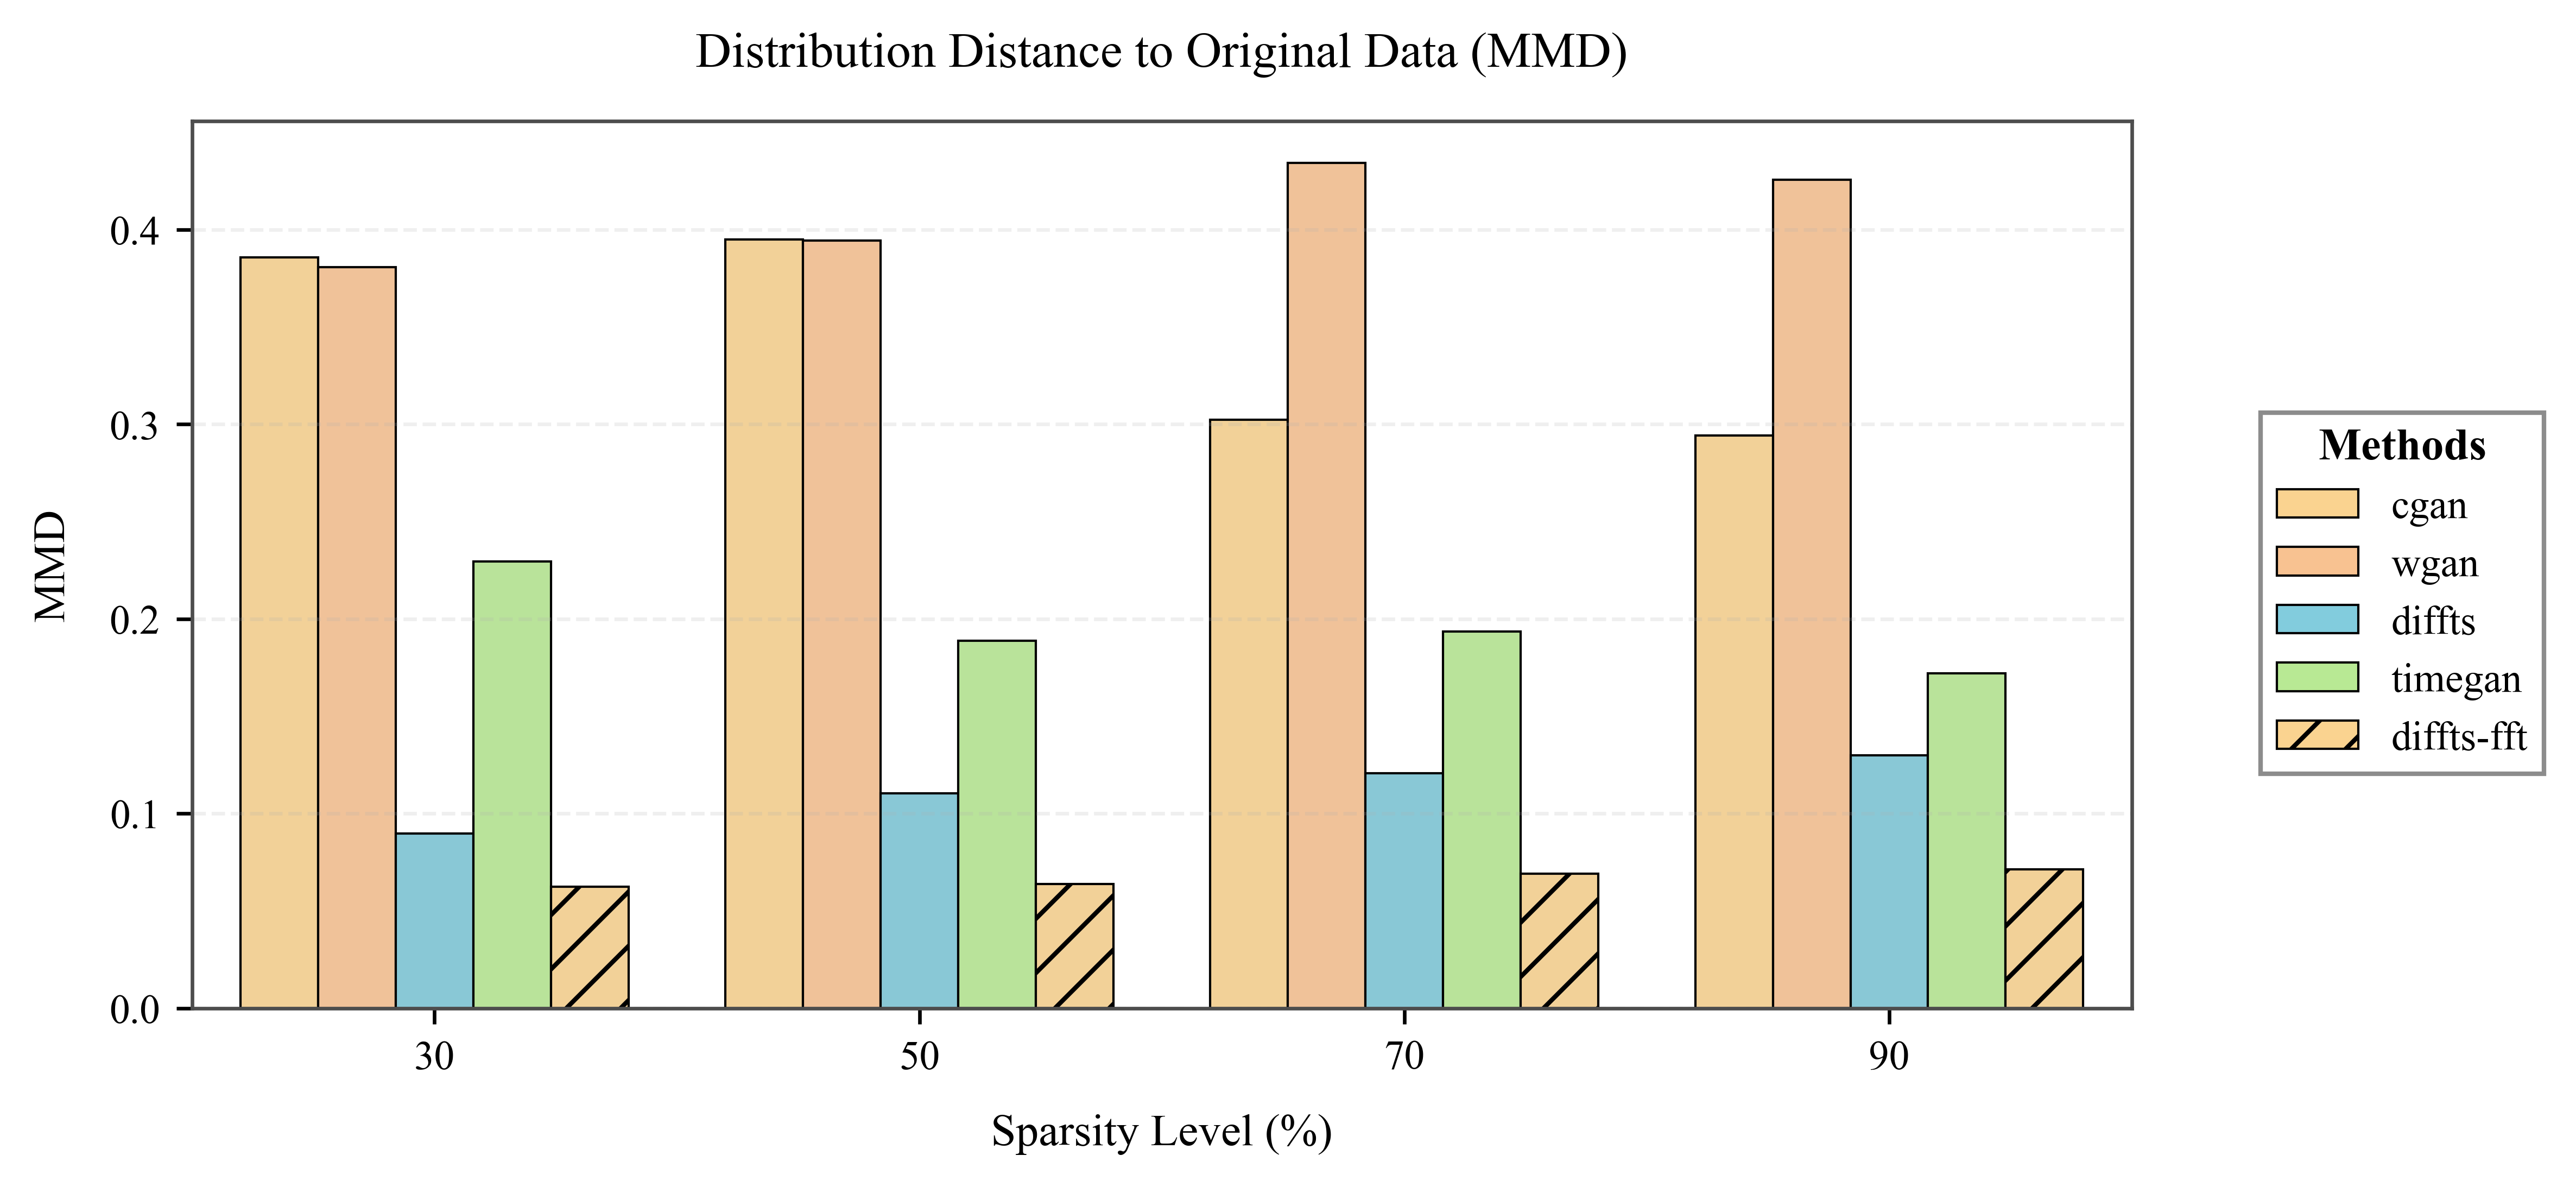 Distribution Distance to Original Data (MMD)
MMD
0.4
0.3
0.2
0.1
0.0
30 50 70 90
Sparsity Level (%)
Methods
cgan
wgan
diffts
timegan
diffts-fft